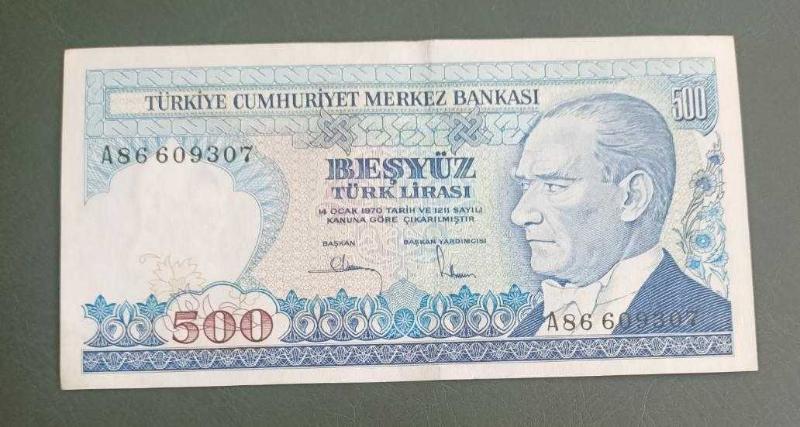 TÜRKİYE CUMHURİYET MERKEZ BANKASI
500
A86 609307
BEŞYÜZ
TÜRK LİRASI
14 OCAK 1970 TARİH VE 1211 SAYILI
KANUNA GÖRE ÇIKARILMIŞTIR
BAŞKAN BAŞKAN YARDIMCISI
500
A86 609307